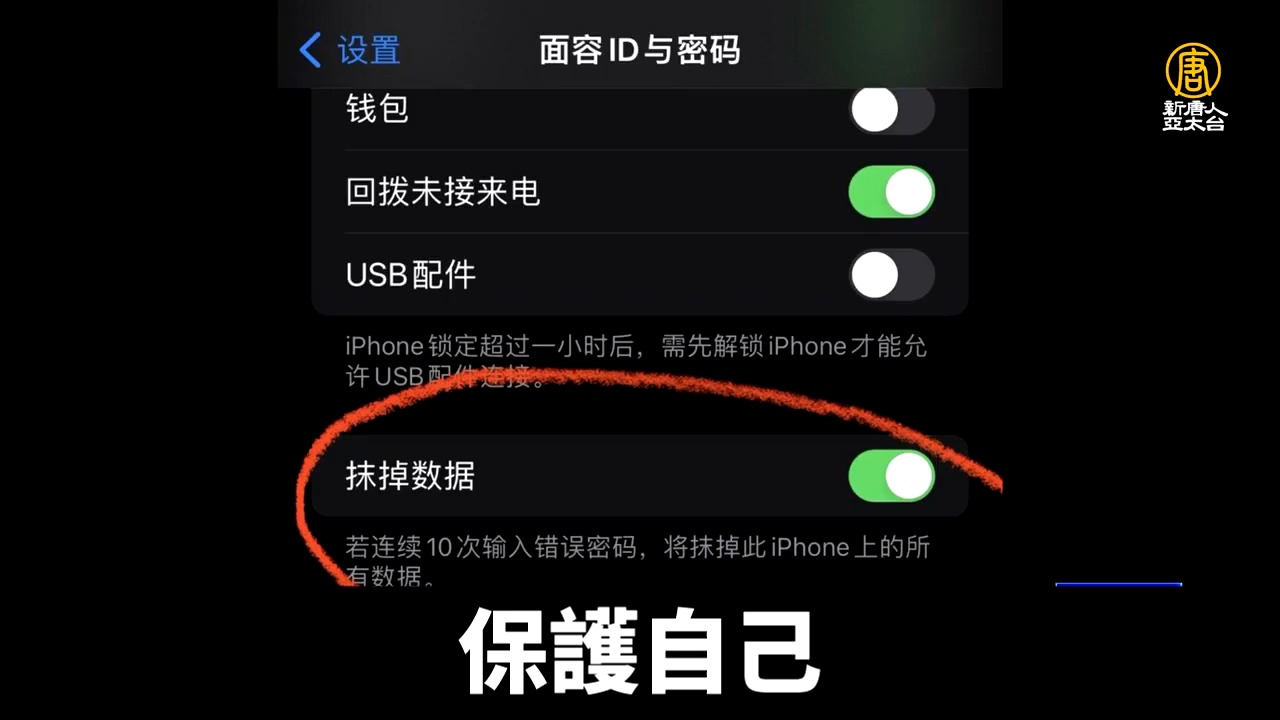 设置
面容ID与密码
唐
新唐人
亞太台
钱包
回拨未接来电
USB配件
iPhone锁定超过一小时后，需先解锁iPhone才能允
许USB配件连接。
抹掉数据
若连续10次输入错误密码，将抹掉此iPhone上的所
有数据。
保護自己